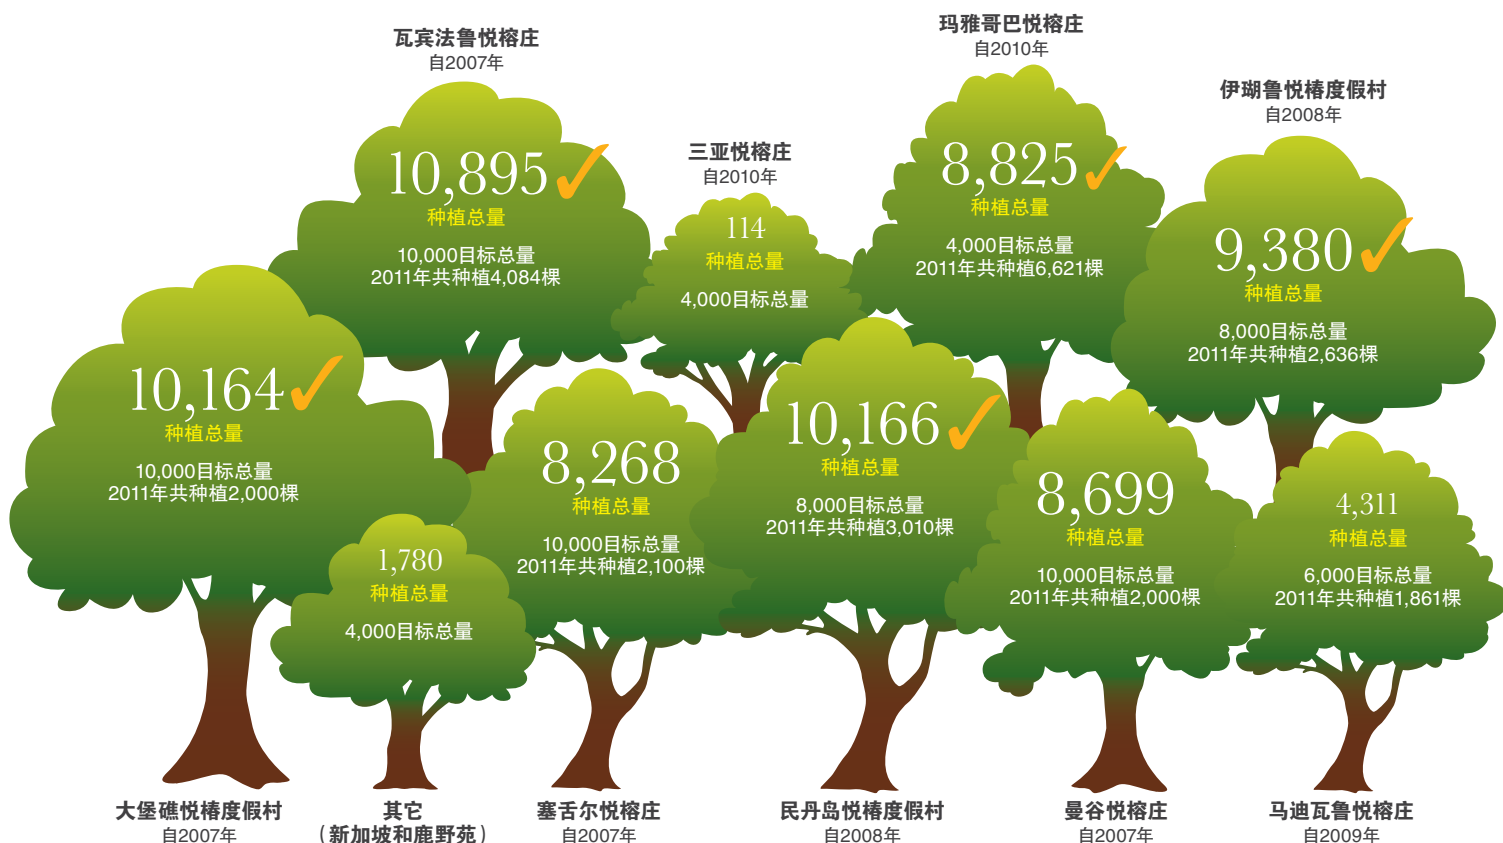 瓦宾法鲁悦榕庄
自2007年
10,895
种植总量
10,000目标总量
2011年共种植4,084棵
三亚悦榕庄
自2010年
114
种植总量
4,000目标总量
玛雅哥巴悦榕庄
自2010年
8,825
种植总量
4,000目标总量
2011年共种植6,621棵
伊瑚鲁悦椿度假村
自2008年
9,380
种植总量
8,000目标总量
2011年共种植2,636棵
10,164
种植总量
10,000目标总量
2011年共种植2,000棵
大堡礁悦椿度假村
自2007年
1,780
种植总量
4,000目标总量
其它
（新加坡和鹿野苑）
8,268
种植总量
10,000目标总量
2011年共种植2,100棵
塞舌尔悦榕庄
自2007年
10,166
种植总量
8,000目标总量
2011年共种植3,010棵
民丹岛悦椿度假村
自2008年
8,699
种植总量
10,000目标总量
2011年共种植2,000棵
曼谷悦榕庄
自2007年
4,311
种植总量
6,000目标总量
2011年共种植1,861棵
马迪瓦鲁悦榕庄
自2009年